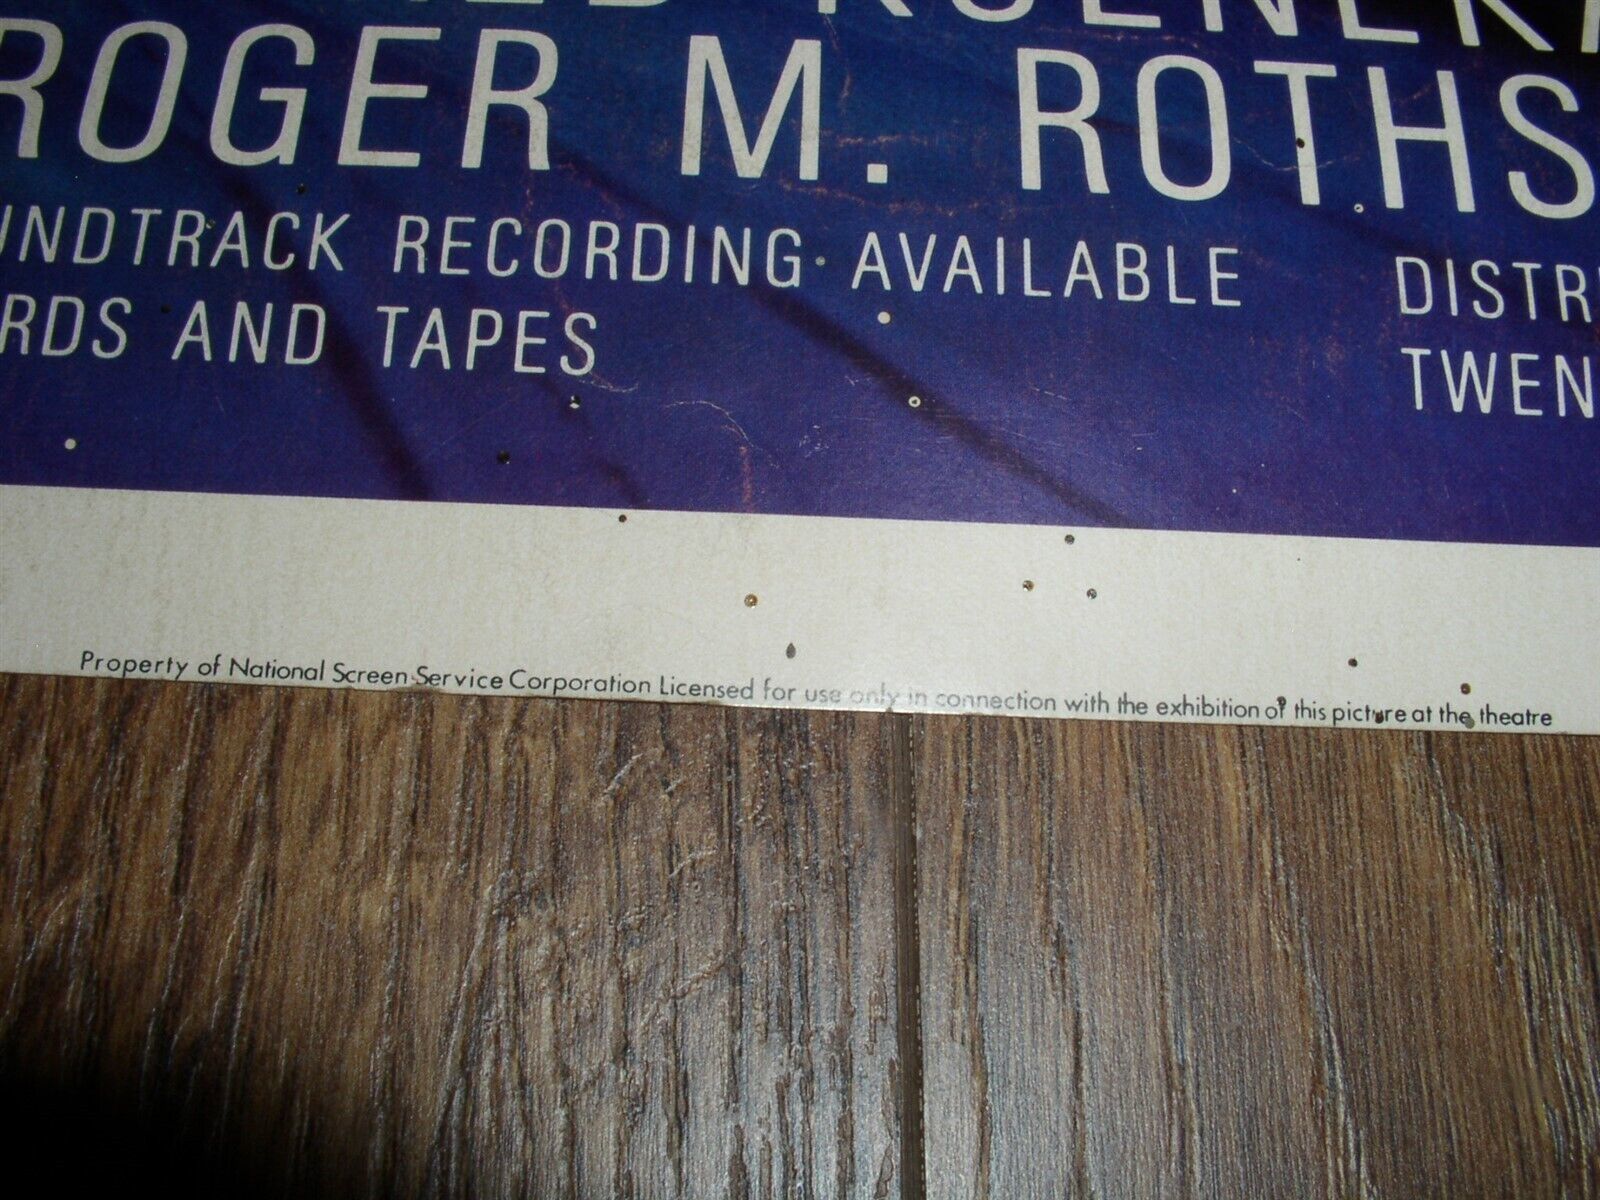 ROGER M. ROTHS
UNDTRACK RECORDING AVAILABLE
RDS AND TAPES
DISTR
TWEN
Property of National Screen Service Corporation Licensed for use only in connection with the exhibition of this picture at the theatre